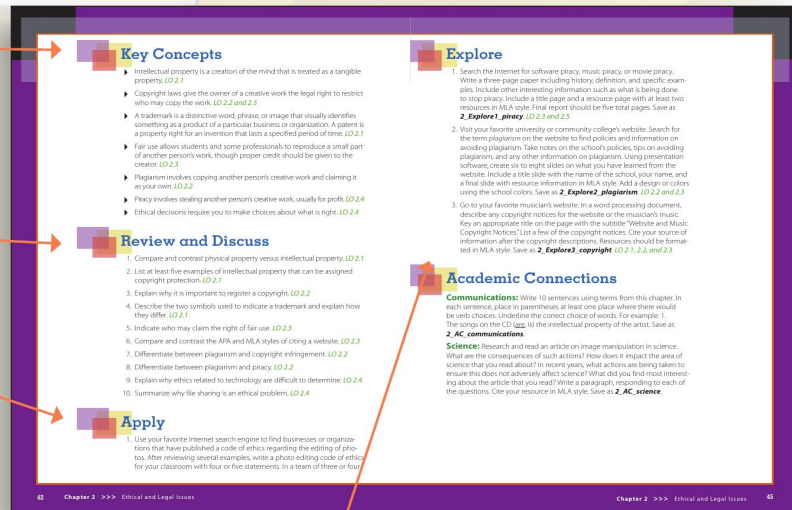 Key Concepts
Intellectual property is a creation of the mind that is treated as a tangible
property. LO 2.1
Copyright laws give the owner of a creative work the legal right to restrict
who may copy the work. LO 2.2 and 2.5
A trademark is a distinctive word, phrase, or image that visually identifies
something as a product of a particular business or organization. A patent is
a property right for an invention that lasts a specified period of time. LO 2.1
Fair use allows students and some professionals to reproduce a small part
of another person's work, though proper credit should be given to the
creator. LO 2.3
Plagiarism involves copying another person's creative work and claiming it
as your own. LO 2.2
Piracy involves stealing another person's creative work, usually for profit. LO 2.4
Ethical decisions require you to make choices about what is right. LO 2.4
Review and Discuss
1. Compare and contrast physical property versus intellectual property. LO 2.1
2. List at least five examples of intellectual property that can be assigned
copyright protection. LO 2.1
3. Explain why it is important to register a copyright. LO 2.2
4. Describe the two symbols used to indicate a trademark and explain how
they differ. LO 2.1
5. Indicate who may claim the right of fair use. LO 2.3
6. Compare and contrast the APA and MLA styles of citing a website. LO 2.3
7. Differentiate between plagiarism and copyright infringement. LO 2.2
8. Differentiate between plagiarism and piracy. LO 2.2
9. Explain why ethics related to technology are difficult to determine. LO 2.4
10. Summarize why file sharing is an ethical problem. LO 2.4
Apply
1. Use your favorite Internet search engine to find businesses or organiza-
tions that have published a code of ethics regarding the editing of pho-
tos. After reviewing several examples, write a photo editing code of ethics
for your classroom with four or five statements. In a team of three or four
42 Chapter 2 >>> Ethical and Legal Issues
Explore
1. Search the Internet for software piracy, music piracy, or movie piracy.
Write a three-page paper including history, definition, and specific exam-
ples. Include other interesting information such as what is being done
to stop piracy. Include a title page and a resource page with at least two
resources in MLA style. Final report should be five total pages. Save as
2_Explore1_piracy. LO 2.3 and 2.5
2. Visit your favorite university or community college's website. Search for
the term plagiarism on the website to find policies and information on
avoiding plagiarism. Take notes on the school's policies, tips on avoiding
plagiarism, and any other information on plagiarism. Using presentation
software, create six to eight slides on what you have learned from the
website. Include a title slide with the name of the school, your name, and
a final slide with resource information in MLA style. Add a design or colors
using the school colors. Save as 2_Explore2_plagiarism. LO 2.2 and 2.3
3. Go to your favorite musician's website. In a word processing document,
describe any copyright notices for the website or the musician's music.
Key an appropriate title on the page with the subtitle "Website and Music
Copyright Notices." List a few of the copyright notices. Cite your source of
information after the copyright descriptions. Resources should be format-
ted in MLA style. Save as 2_Explore3_copyright. LO 2.1, 2.2, and 2.3
Academic Connections
Communications: Write 10 sentences using terms from this chapter. In
each sentence, place in parentheses at least one place where there would
be verb choices. Underline the correct choice of words. For example: 1.
The songs on the CD (are, is) the intellectual property of the artist. Save as
2_AC_communications.
Science: Research and read an article on image manipulation in science.
What are the consequences of such actions? How does it impact the area of
science that you read about? In recent years, what actions are being taken to
ensure this does not adversely affect science? What did you find most interest-
ing about the article that you read? Write a paragraph, responding to each of
the questions. Cite your resource in MLA style. Save as 2_AC_science.
Chapter 2 >>> Ethical and Legal Issues 45